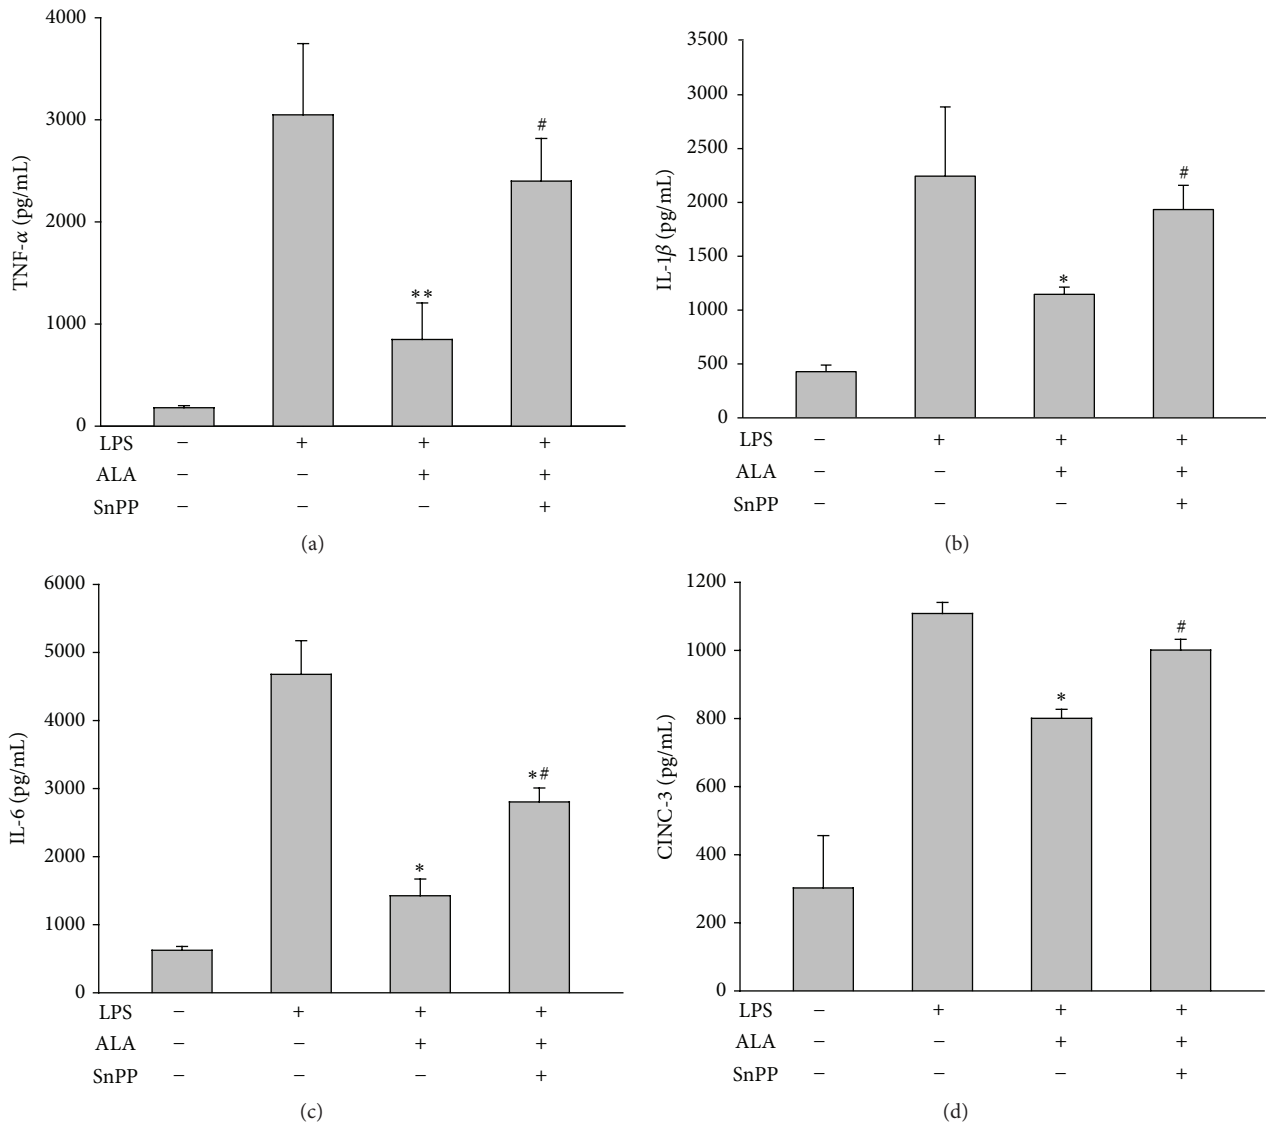 4000
3000
2000
1000
0
TNF-α (pg/mL)
**
#
LPS − + + +
ALA − − + +
SnPP − − − +
(a)
3500
3000
2500
2000
1500
1000
500
0
IL-1β (pg/mL)
*
#
LPS − + + +
ALA − − + +
SnPP − − − +
(b)
6000
5000
4000
3000
2000
1000
0
IL-6 (pg/mL)
*
*#
LPS − + + +
ALA − − + +
SnPP − − − +
(c)
1200
1000
800
600
400
200
0
CINC-3 (pg/mL)
*
#
LPS − + + +
ALA − − + +
SnPP − − − +
(d)